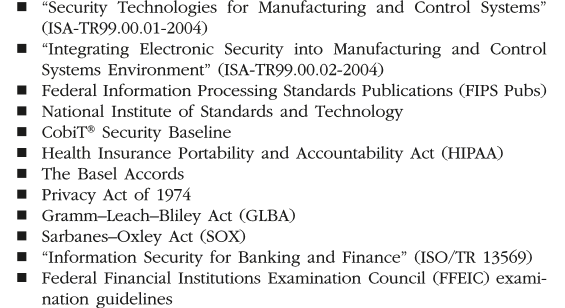 ■ “Security Technologies for Manufacturing and Control Systems”
(ISA-TR99.00.01-2004)
■ “Integrating Electronic Security into Manufacturing and Control
Systems Environment” (ISA-TR99.00.02-2004)
■ Federal Information Processing Standards Publications (FIPS Pubs)
■ National Institute of Standards and Technology
■ CobiT® Security Baseline
■ Health Insurance Portability and Accountability Act (HIPAA)
■ The Basel Accords
■ Privacy Act of 1974
■ Gramm–Leach–Bliley Act (GLBA)
■ Sarbanes–Oxley Act (SOX)
■ “Information Security for Banking and Finance” (ISO/TR 13569)
■ Federal Financial Institutions Examination Council (FFEIC) exami-
nation guidelines